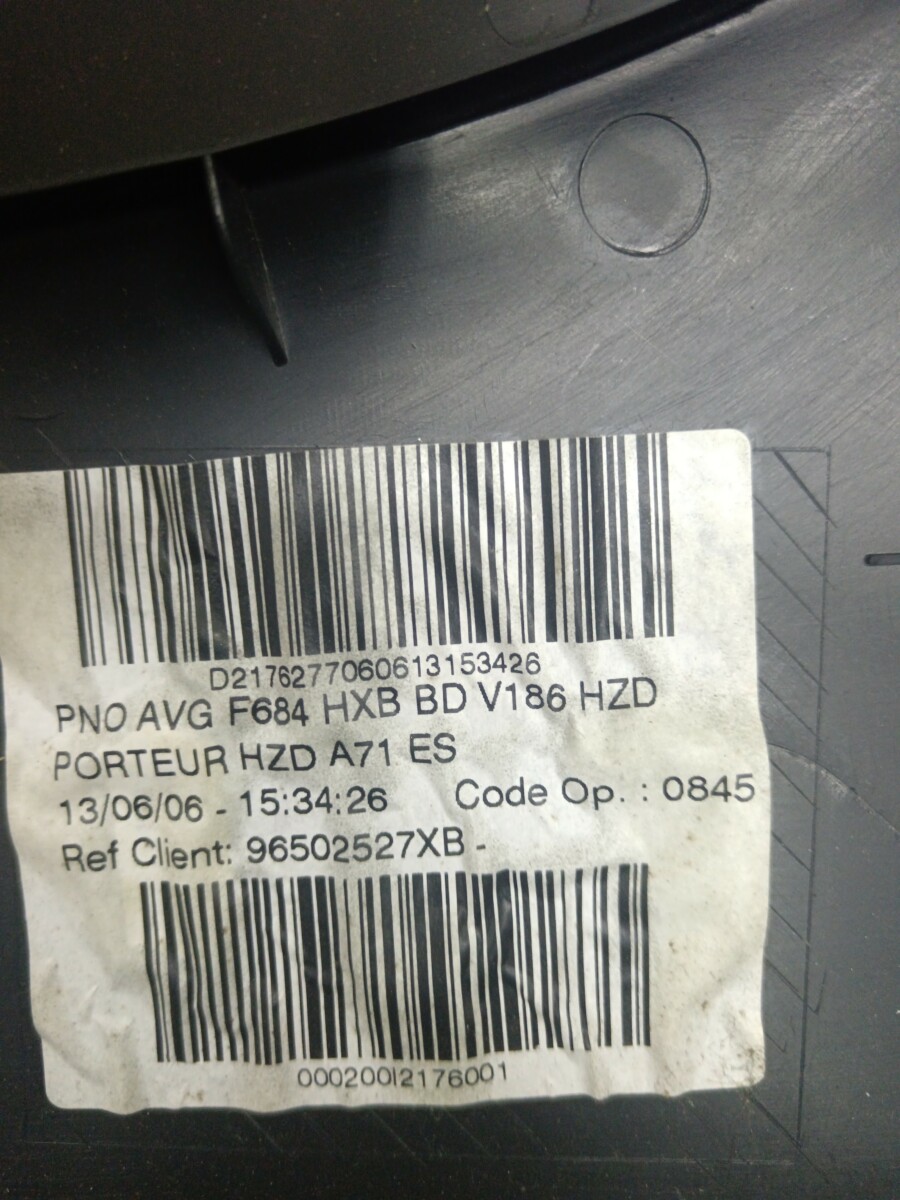 D2176277060613153426
PNO AVG F684 HXB BD V186 HZD
PORTEUR HZD A71 ES
13/06/06 - 15:34:26 Code Op. : 0845
Ref Client: 96502527XB -
00020012176001